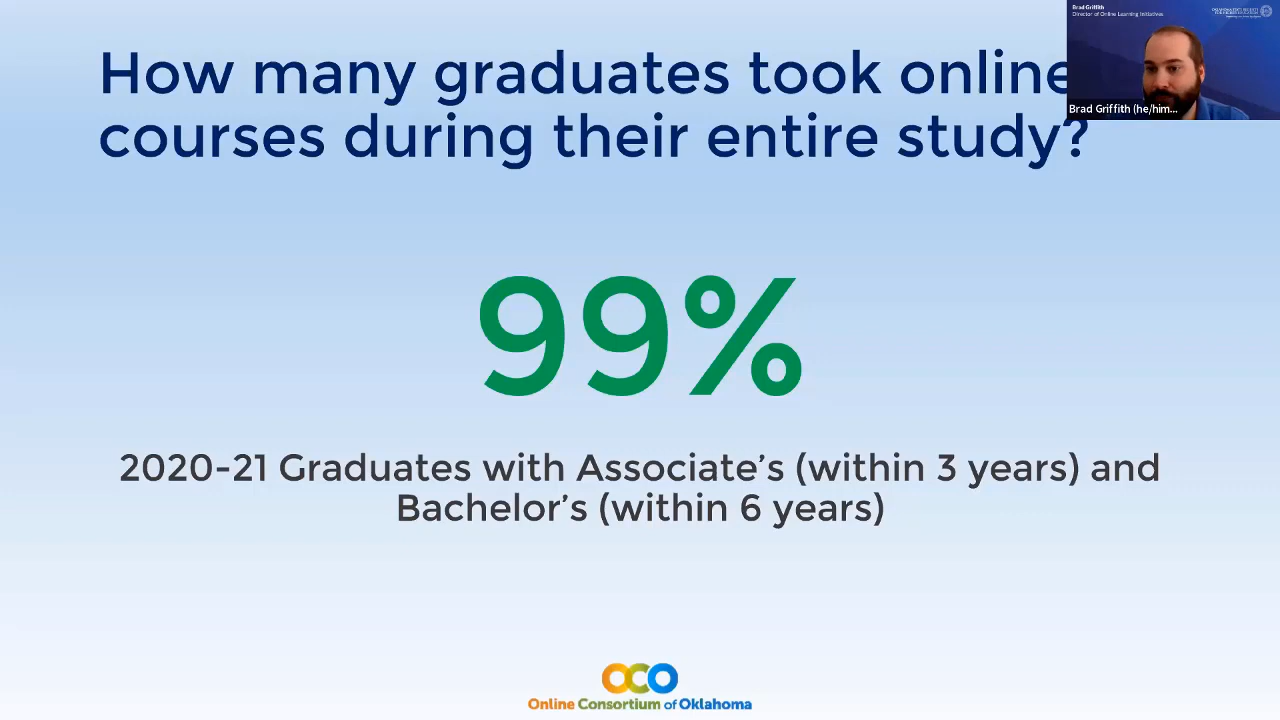 How many graduates took online
courses during their entire study?
99%
2020-21 Graduates with Associate’s (within 3 years) and
Bachelor’s (within 6 years)
OCO
Online Consortium of Oklahoma
Brad Griffith
Director of Online Learning Initiatives
Brad Griffith (he/him...